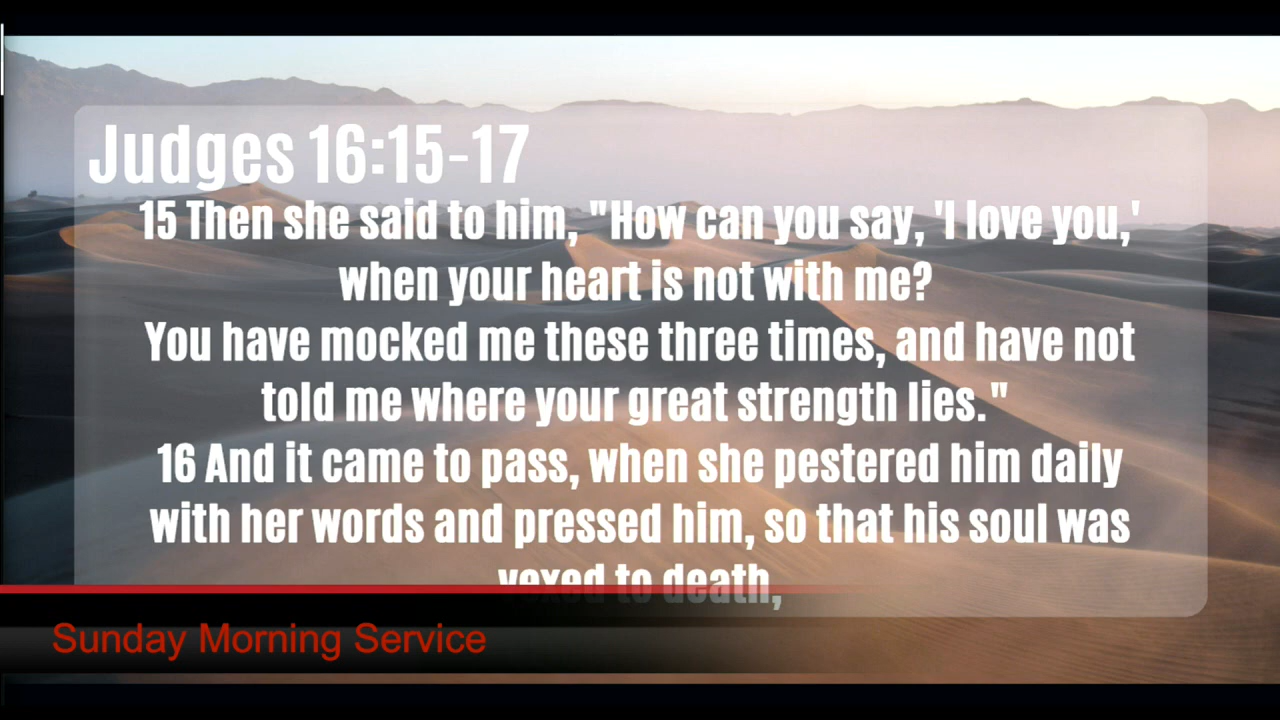 Judges 16:15-17
15 Then she said to him, "How can you say, 'I love you,'
when your heart is not with me?
You have mocked me these three times, and have not
told me where your great strength lies."
16 And it came to pass, when she pestered him daily
with her words and pressed him, so that his soul was
vexed to death,
Sunday Morning Service